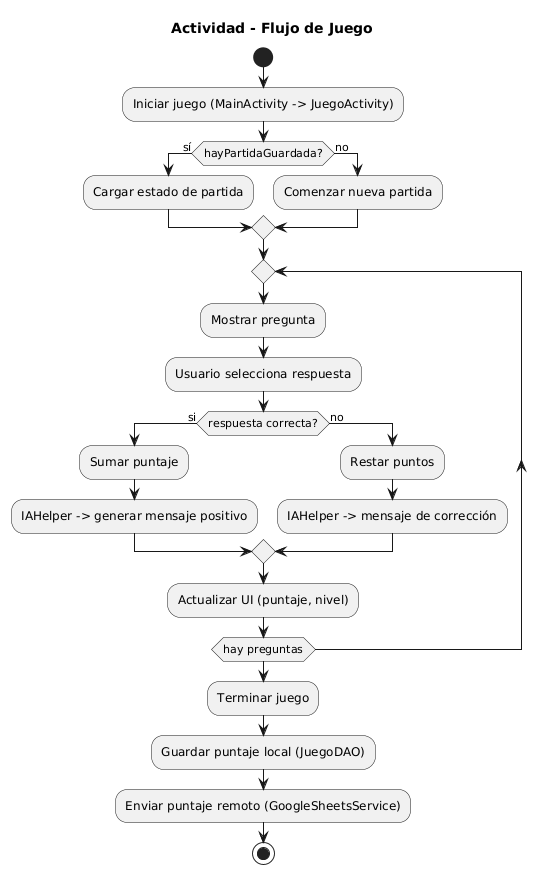 Actividad - Flujo de Juego
Iniciar juego (MainActivity -> JuegoActivity)
sí
hayPartidaGuardada?
no
Cargar estado de partida
Comenzar nueva partida
Mostrar pregunta
Usuario selecciona respuesta
si
respuesta correcta?
no
Sumar puntaje
Restar puntos
IAHelper -> generar mensaje positivo
IAHelper -> mensaje de corrección
Actualizar UI (puntaje, nivel)
hay preguntas
Terminar juego
Guardar puntaje local (JuegoDAO)
Enviar puntaje remoto (GoogleSheetsService)